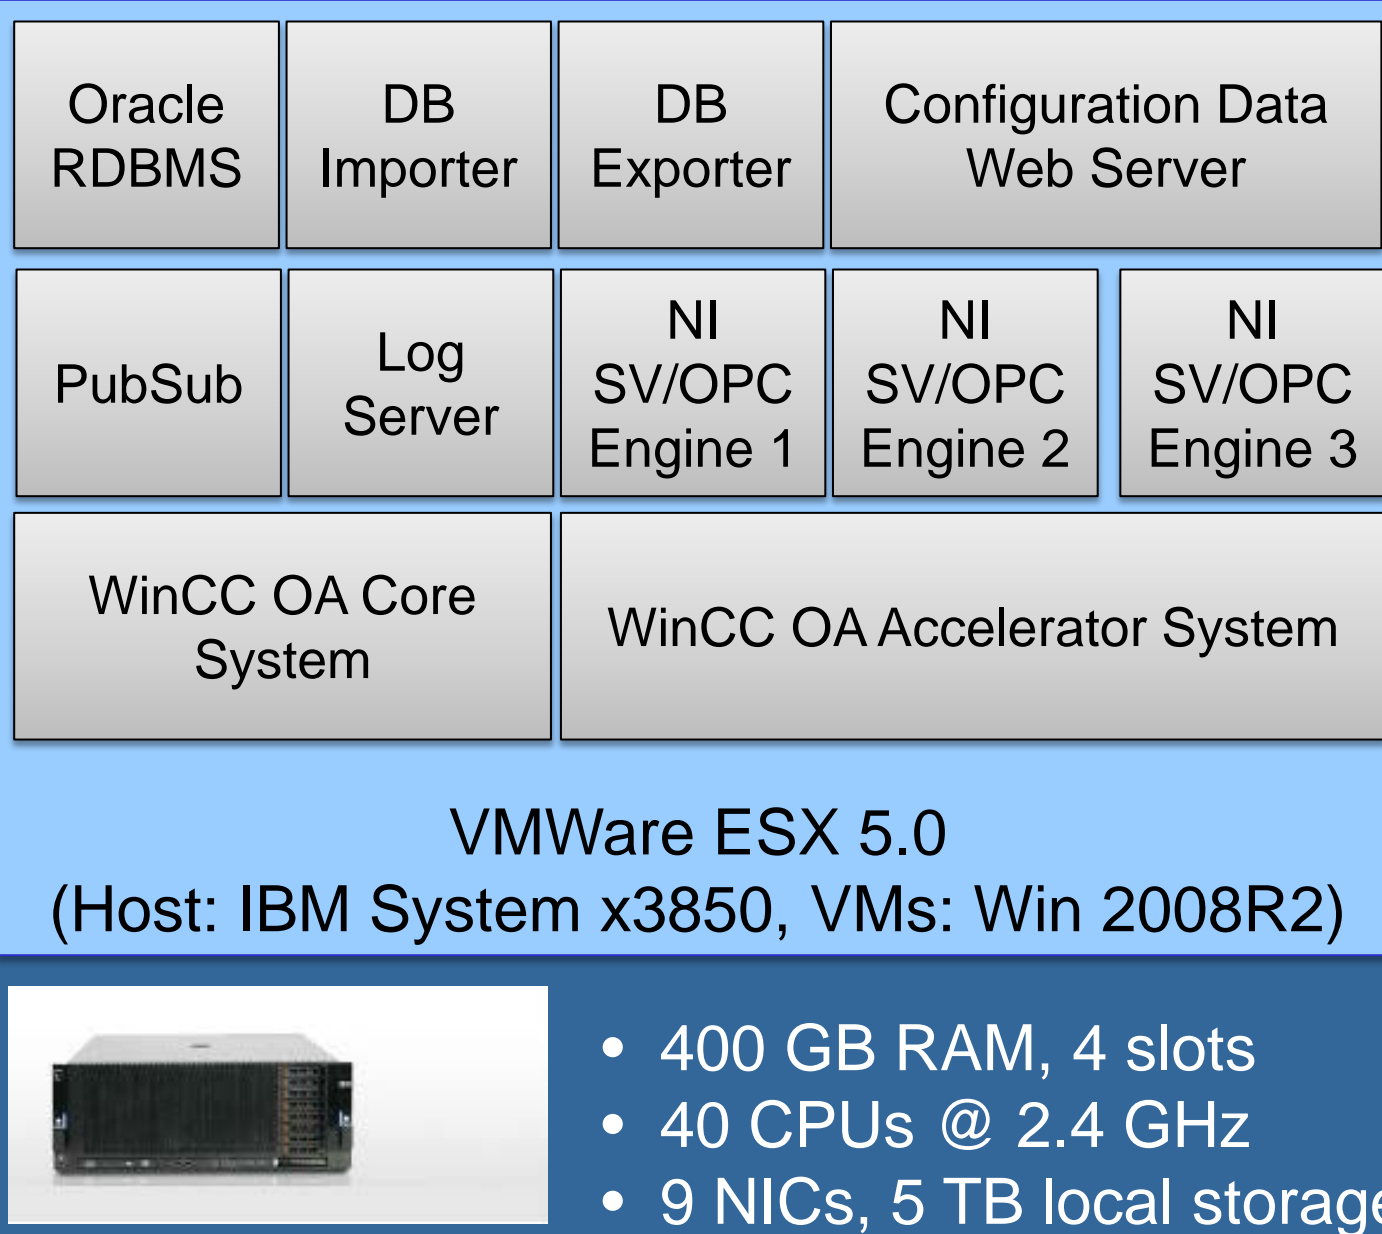 Oracle
RDBMS
DB
Importer
DB
Exporter
Configuration Data
Web Server
PubSub
Log
Server
NI
SV/OPC
Engine 1
NI
SV/OPC
Engine 2
NI
SV/OPC
Engine 3
WinCC OA Core
System
WinCC OA Accelerator System
VMWare ESX 5.0
(Host: IBM System x3850, VMs: Win 2008R2)
• 400 GB RAM, 4 slots
• 40 CPUs @ 2.4 GHz
• 9 NICs, 5 TB local storage